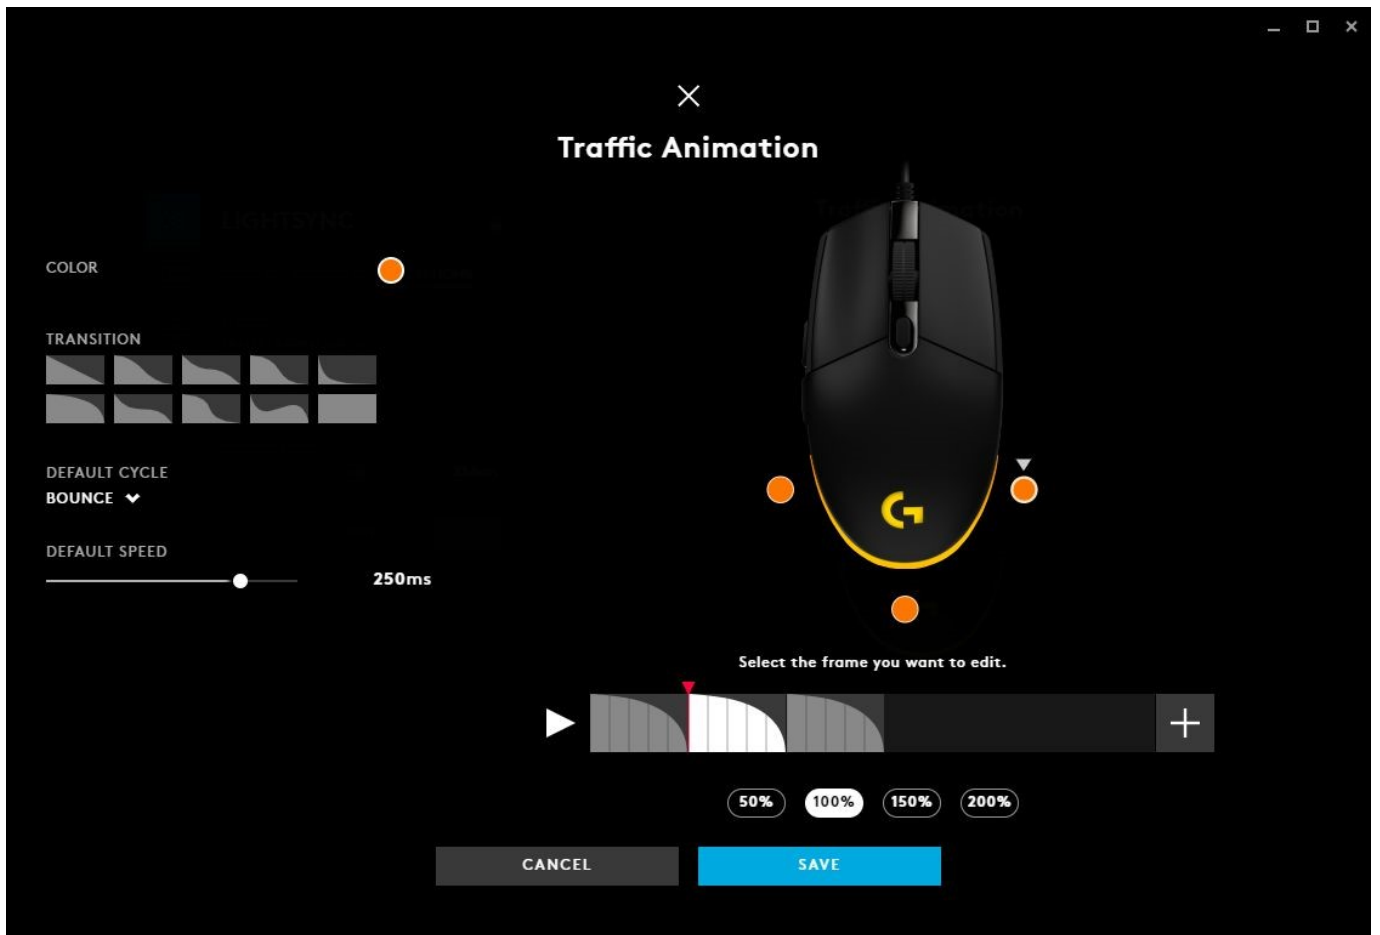 Traffic Animation
LIGHTSYNC
COLOR
TRANSITION
DEFAULT CYCLE
BOUNCE
DEFAULT SPEED
250ms
Select the frame you want to edit.
50% 100% 150% 200%
CANCEL SAVE